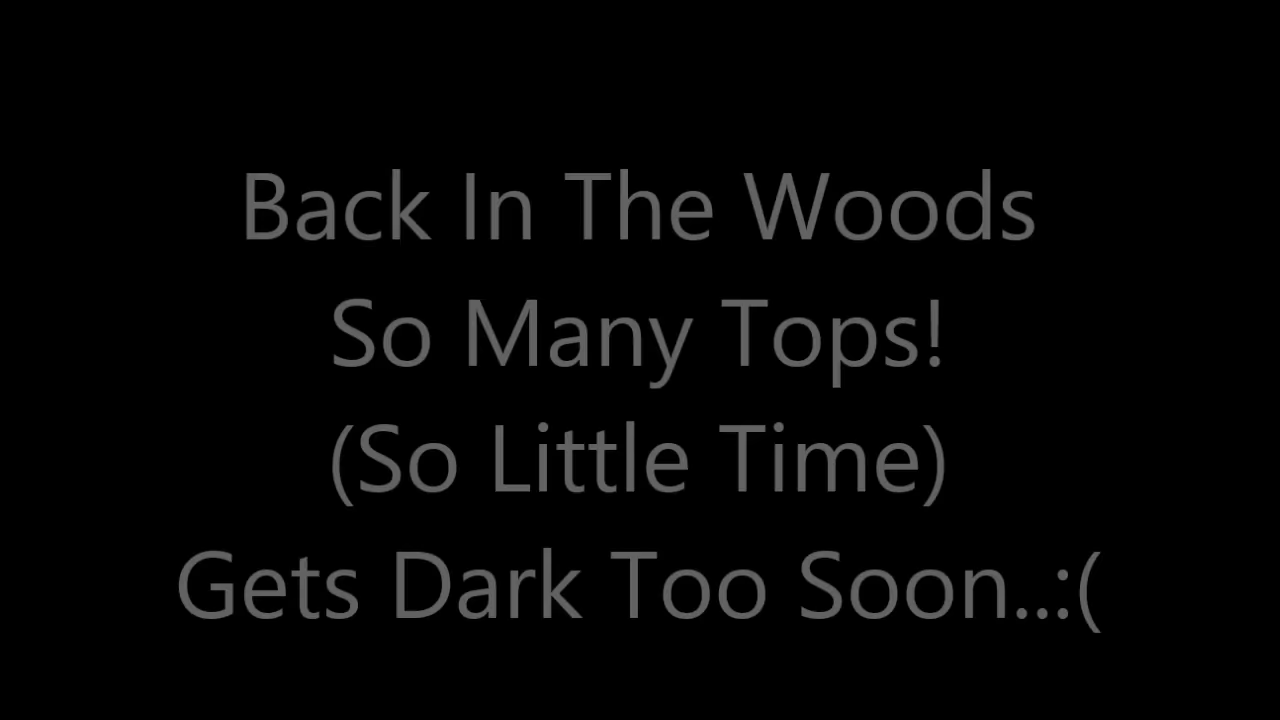 Back In The Woods
So Many Tops!
(So Little Time)
Gets Dark Too Soon..:(